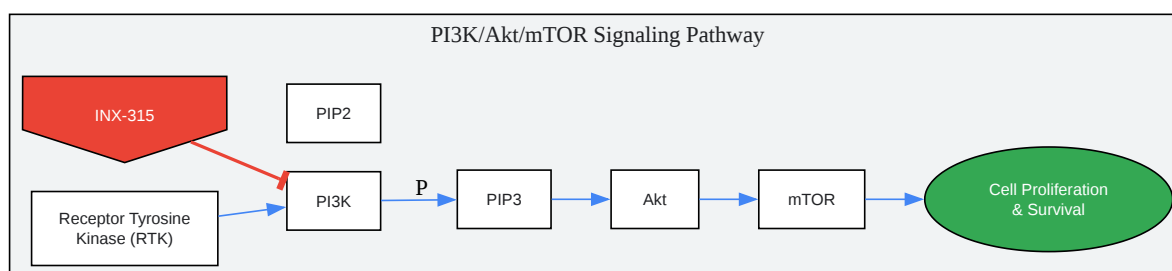 PI3K/Akt/mTOR Signaling Pathway
INX-315
PIP2
Receptor Tyrosine
Kinase (RTK)
PI3K
P
PIP3
Akt
mTOR
Cell Proliferation
& Survival